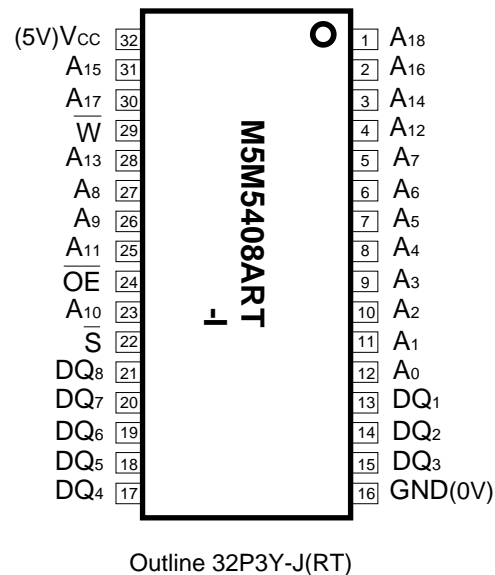 (5V)Vcc 32 1 A18
A15 31 2 A16
A17 30 3 A14
W̅ 29 4 A12
A13 28 5 A7
A8 27 6 A6
A9 26 7 A5
A11 25 8 A4
O̅E̅ 24 9 A3
A10 23 10 A2
S̅ 22 11 A1
DQ8 21 12 A0
DQ7 20 13 DQ1
DQ6 19 14 DQ2
DQ5 18 15 DQ3
DQ4 17 16 GND(0V)
M5M5408ART
-I
Outline 32P3Y-J(RT)